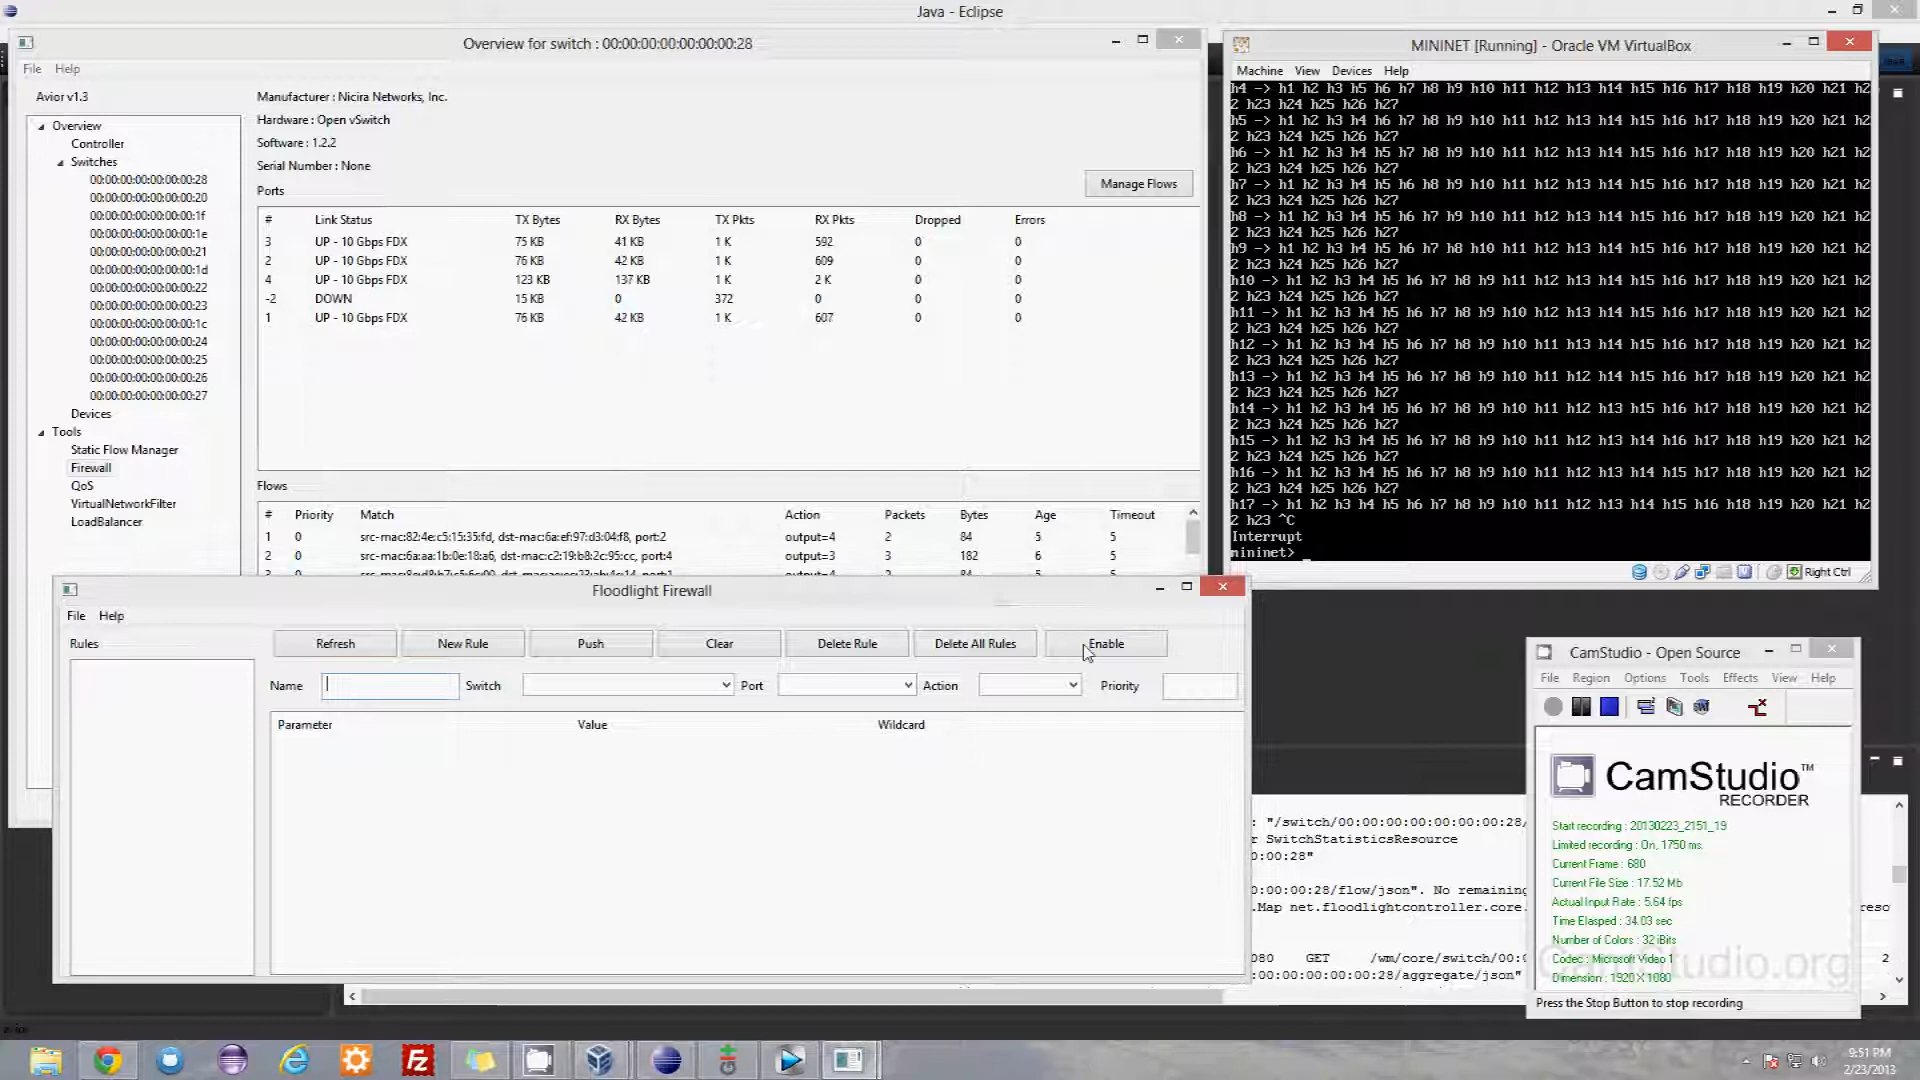 Java - Eclipse
Overview for switch : 00:00:00:00:00:00:00:28
File Help
Avior v1.3
Overview
Controller
Switches
00:00:00:00:00:00:00:28
00:00:00:00:00:00:00:20
00:00:00:00:00:00:00:1f
00:00:00:00:00:00:00:1e
00:00:00:00:00:00:00:21
00:00:00:00:00:00:00:1d
00:00:00:00:00:00:00:22
00:00:00:00:00:00:00:23
00:00:00:00:00:00:00:1c
00:00:00:00:00:00:00:24
00:00:00:00:00:00:00:25
00:00:00:00:00:00:00:26
00:00:00:00:00:00:00:27
Devices
Tools
Static Flow Manager
Firewall
QoS
VirtualNetworkFilter
LoadBalancer
Manufacturer : Nicira Networks, Inc.
Hardware : Open vSwitch
Software : 1.2.2
Serial Number : None
Ports
Manage Flows
# Link Status TX Bytes RX Bytes TX Pkts RX Pkts Dropped Errors
3 UP - 10 Gbps FDX 75 KB 41 KB 1 K 592 0 0
2 UP - 10 Gbps FDX 76 KB 42 KB 1 K 609 0 0
4 UP - 10 Gbps FDX 123 KB 137 KB 1 K 2 K 0 0
-2 DOWN 15 KB 0 372 0 0 0
1 UP - 10 Gbps FDX 76 KB 42 KB 1 K 607 0 0
Flows
# Priority Match Action Packets Bytes Age Timeout
1 0 src-mac:82:4e:c5:15:35:fd, dst-mac:6a:ef:97:d3:04:f8, port:2 output=4 2 84 5 5
2 0 src-mac:6a:aa:1b:0e:18:a6, dst-mac:c2:19:b8:2c:95:cc, port:4 output=3 3 182 6 5
MININET [Running] - Oracle VM VirtualBox
Machine View Devices Help
h4 -> h1 h2 h3 h5 h6 h7 h8 h9 h10 h11 h12 h13 h14 h15 h16 h17 h18 h19 h20 h21 h2
2 h23 h24 h25 h26 h27
h5 -> h1 h2 h3 h4 h6 h7 h8 h9 h10 h11 h12 h13 h14 h15 h16 h17 h18 h19 h20 h21 h2
2 h23 h24 h25 h26 h27
h6 -> h1 h2 h3 h4 h5 h7 h8 h9 h10 h11 h12 h13 h14 h15 h16 h17 h18 h19 h20 h21 h2
2 h23 h24 h25 h26 h27
h7 -> h1 h2 h3 h4 h5 h6 h8 h9 h10 h11 h12 h13 h14 h15 h16 h17 h18 h19 h20 h21 h2
2 h23 h24 h25 h26 h27
h8 -> h1 h2 h3 h4 h5 h6 h7 h9 h10 h11 h12 h13 h14 h15 h16 h17 h18 h19 h20 h21 h2
2 h23 h24 h25 h26 h27
h9 -> h1 h2 h3 h4 h5 h6 h7 h8 h10 h11 h12 h13 h14 h15 h16 h17 h18 h19 h20 h21 h2
2 h23 h24 h25 h26 h27
h10 -> h1 h2 h3 h4 h5 h6 h7 h8 h9 h11 h12 h13 h14 h15 h16 h17 h18 h19 h20 h21 h2
2 h23 h24 h25 h26 h27
h11 -> h1 h2 h3 h4 h5 h6 h7 h8 h9 h10 h12 h13 h14 h15 h16 h17 h18 h19 h20 h21 h2
2 h23 h24 h25 h26 h27
h12 -> h1 h2 h3 h4 h5 h6 h7 h8 h9 h10 h11 h13 h14 h15 h16 h17 h18 h19 h20 h21 h2
2 h23 h24 h25 h26 h27
h13 -> h1 h2 h3 h4 h5 h6 h7 h8 h9 h10 h11 h12 h14 h15 h16 h17 h18 h19 h20 h21 h2
2 h23 h24 h25 h26 h27
h14 -> h1 h2 h3 h4 h5 h6 h7 h8 h9 h10 h11 h12 h13 h15 h16 h17 h18 h19 h20 h21 h2
2 h23 h24 h25 h26 h27
h15 -> h1 h2 h3 h4 h5 h6 h7 h8 h9 h10 h11 h12 h13 h14 h16 h17 h18 h19 h20 h21 h2
2 h23 h24 h25 h26 h27
h16 -> h1 h2 h3 h4 h5 h6 h7 h8 h9 h10 h11 h12 h13 h14 h15 h17 h18 h19 h20 h21 h2
2 h23 h24 h25 h26 h27
h17 -> h1 h2 h3 h4 h5 h6 h7 h8 h9 h10 h11 h12 h13 h14 h15 h16 h18 h19 h20 h21 h2
2 h23 ^C
Interrupt
mininet> _
Right Ctrl
Floodlight Firewall
File Help
Rules
Refresh New Rule Push Clear Delete Rule Delete All Rules Enable
Name Switch Port Action Priority
Parameter Value Wildcard
: "/switch/00:00:00:00:00:00:00:28/
r SwitchStatisticsResource
0:00:28"
0:00:00:28/flow/json". No remaining
.Map net.floodlightcontroller.core.
reso
080 GET /wm/core/switch/00:0
:00:00:00:00:28/aggregate/json"
2
CamStudio - Open Source
File Region Options Tools Effects View Help
CamStudio™
RECORDER
Start recording : 20130223_2151_19
Limited recording : On, 1750 ms.
Current Frame : 680
Current File Size : 17.52 Mb
Actual Input Rate : 5.64 fps
Time Elasped : 34.03 sec
Number of Colors : 32 iBits
Codec : Microsoft Video 1
Dimension : 1920 X 1080
CamStudio.org
Press the Stop Button to stop recording
9:51 PM
2/23/2013